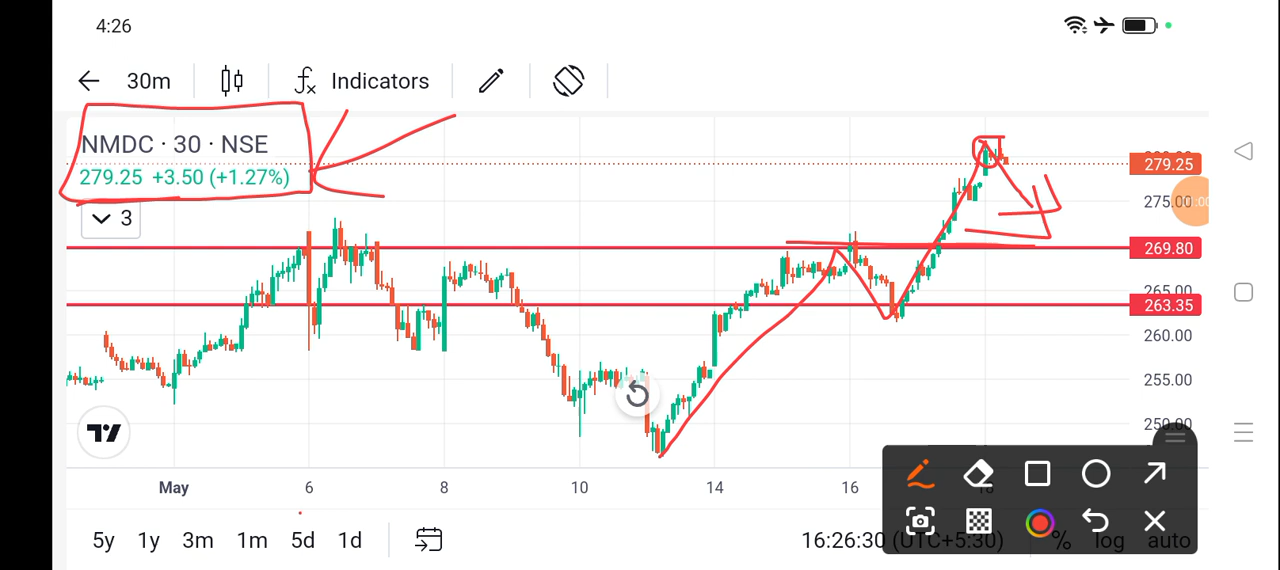 4:26
30m
fx Indicators
NMDC · 30 · NSE
279.25 +3.50 (+1.27%)
3
279.25
275.00
269.80
265.00
263.35
260.00
255.00
250.00
May 6 8 10 14 16 18
5y 1y 3m 1m 5d 1d
16:26:30 (UTC+5:30) % log auto